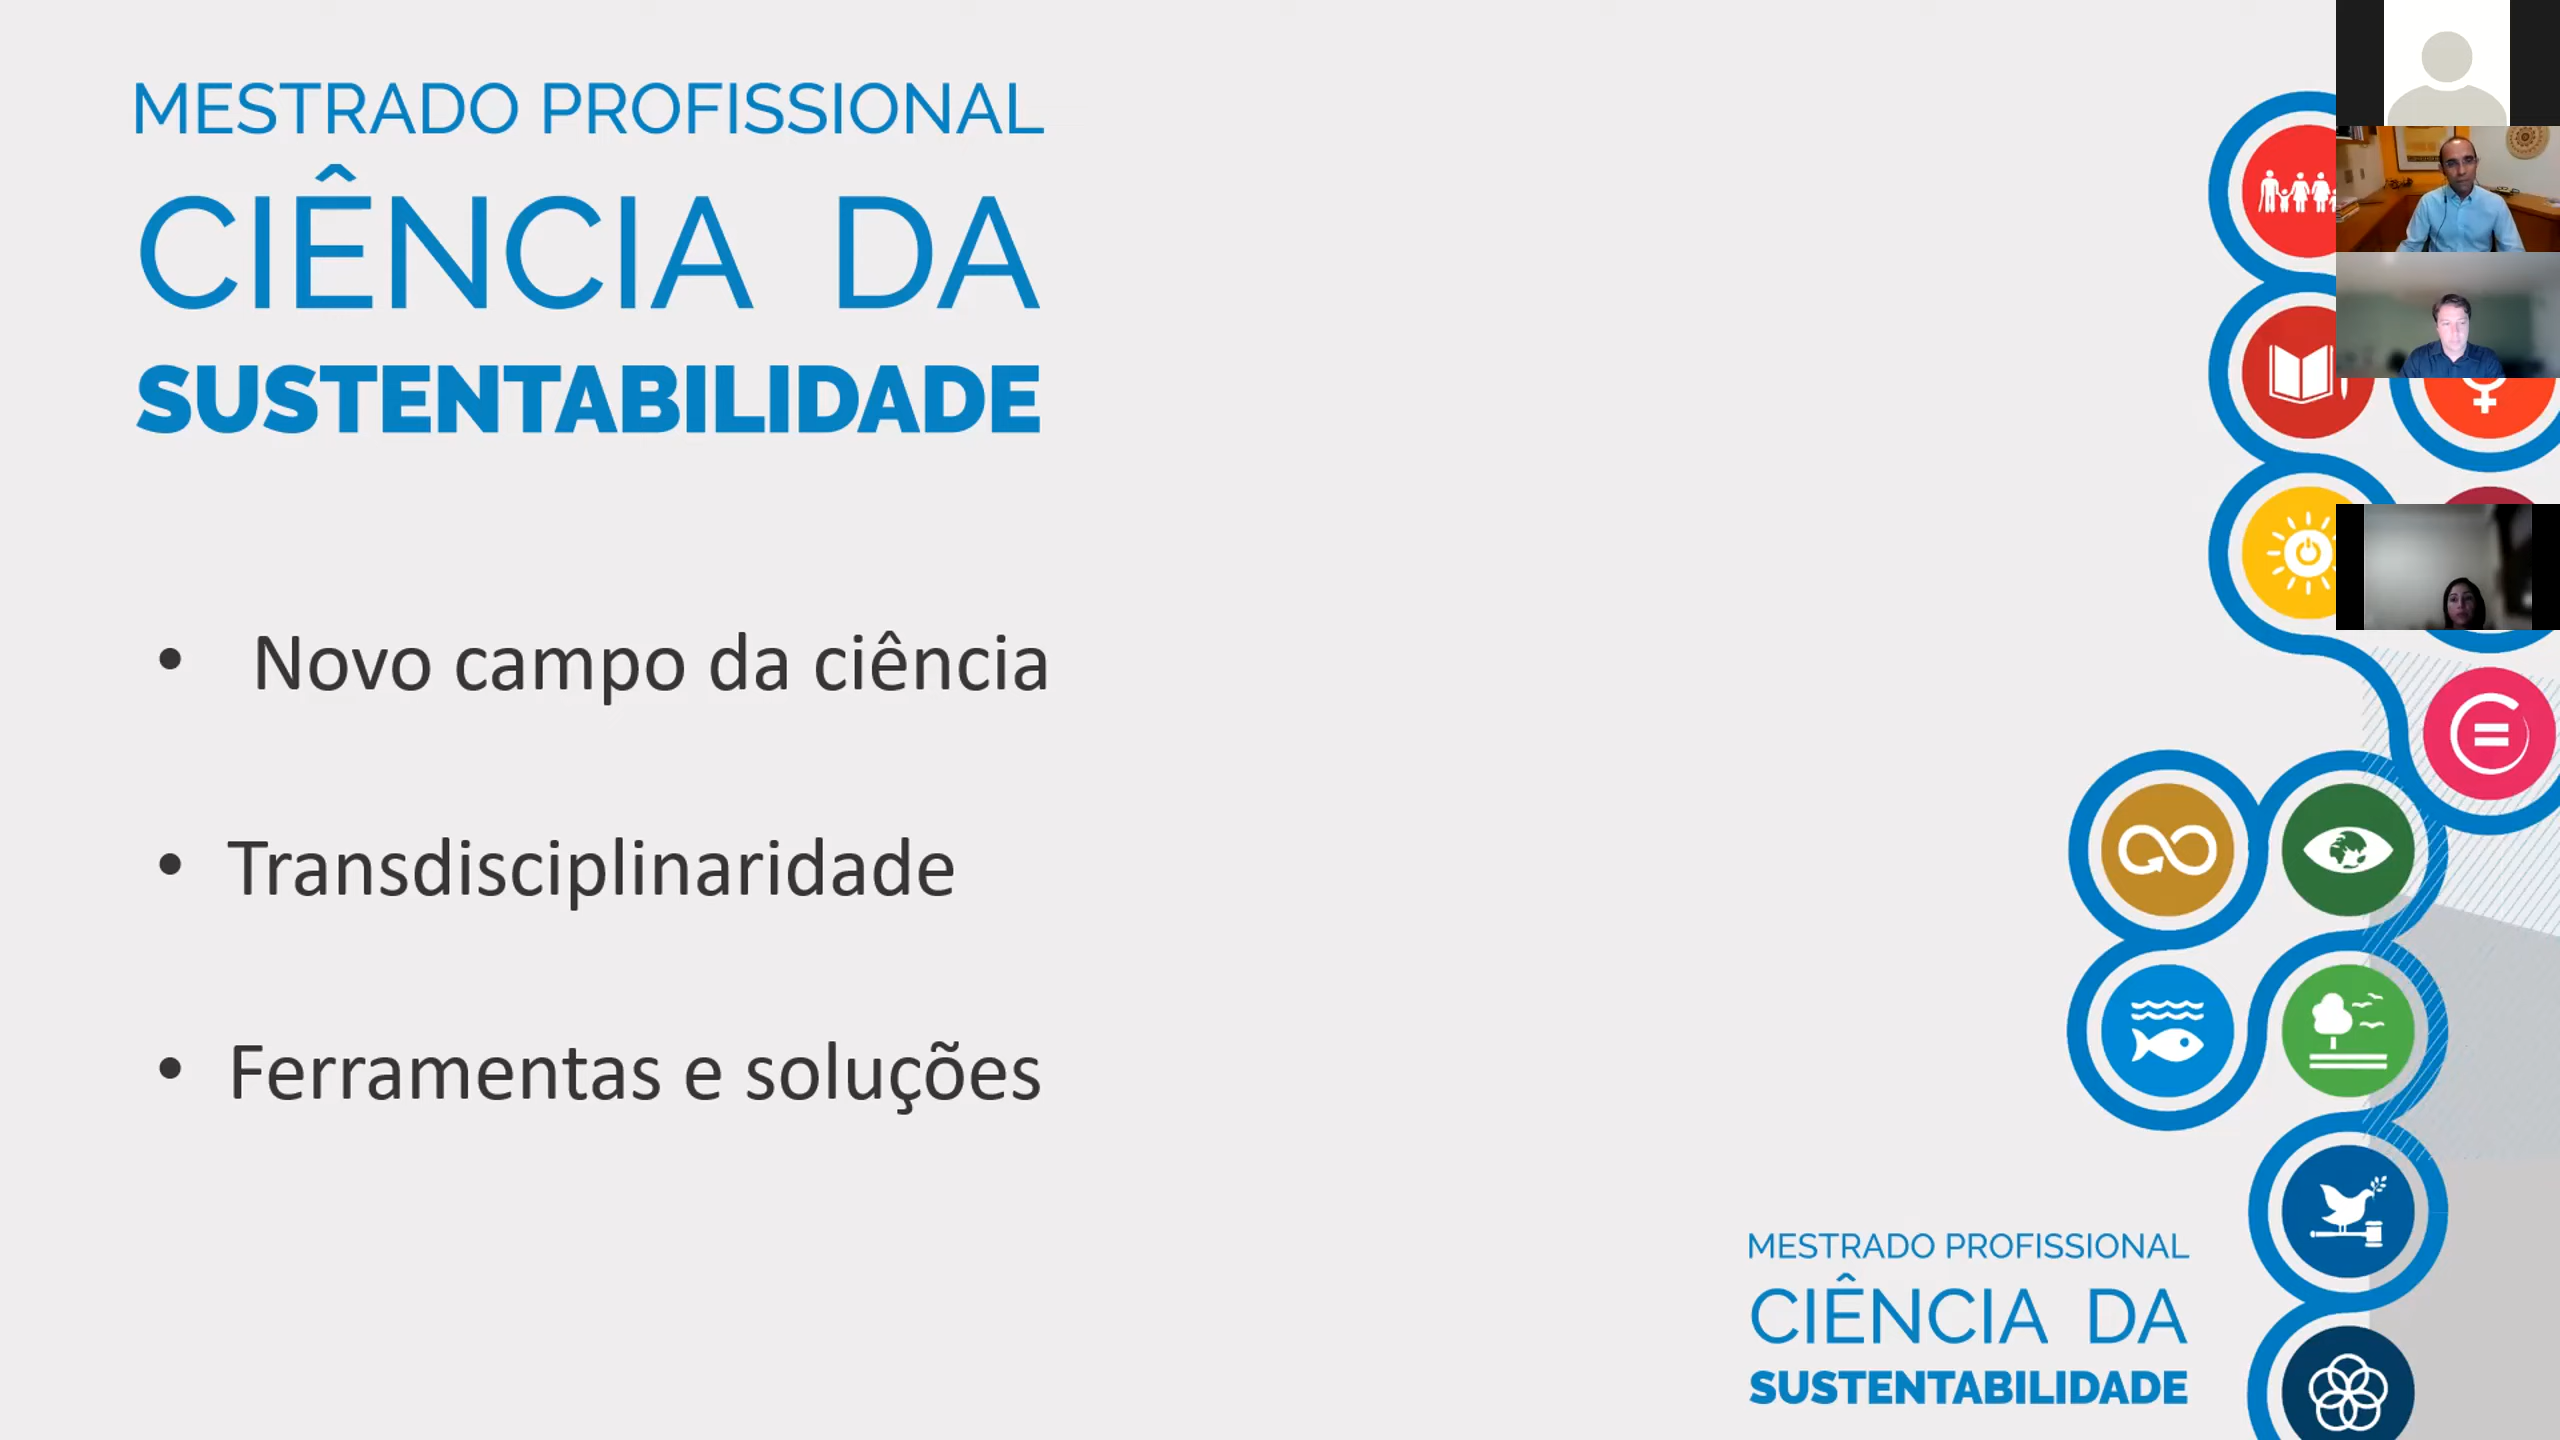 MESTRADO PROFISSIONAL
CIÊNCIA DA
SUSTENTABILIDADE
• Novo campo da ciência
• Transdisciplinaridade
• Ferramentas e soluções
MESTRADO PROFISSIONAL
CIÊNCIA DA
SUSTENTABILIDADE